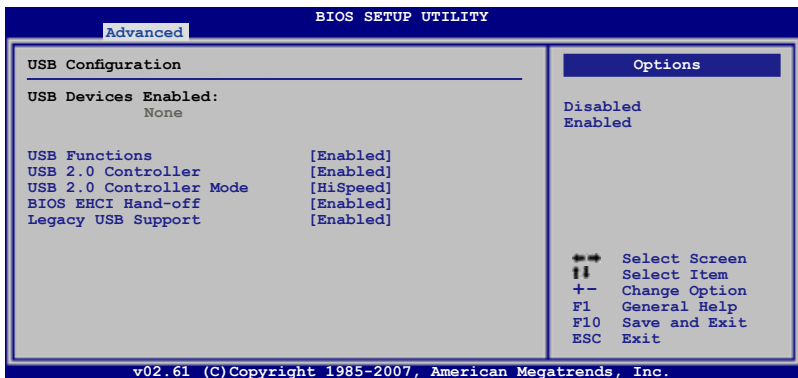 BIOS SETUP UTILITY
Advanced
USB Configuration
USB Devices Enabled:
None
USB Functions [Enabled]
USB 2.0 Controller [Enabled]
USB 2.0 Controller Mode [HiSpeed]
BIOS EHCI Hand-off [Enabled]
Legacy USB Support [Enabled]
Options
Disabled
Enabled
←→ Select Screen
↑↓ Select Item
+- Change Option
F1 General Help
F10 Save and Exit
ESC Exit
v02.61 (C)Copyright 1985-2007, American Megatrends, Inc.